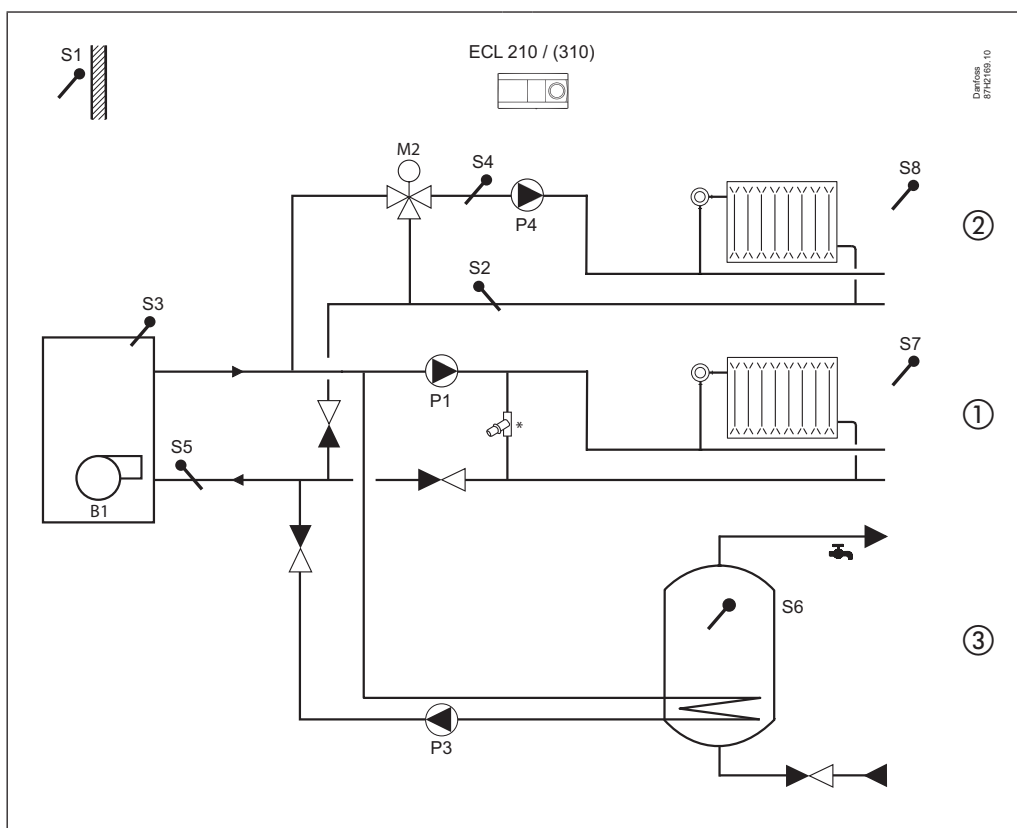 S1
ECL 210 / (310)
Danfoss
87H2169.10
M2
S4
S8
P4
②
S2
S3
S7
P1
*
①
S5
B1
S6
③
P3